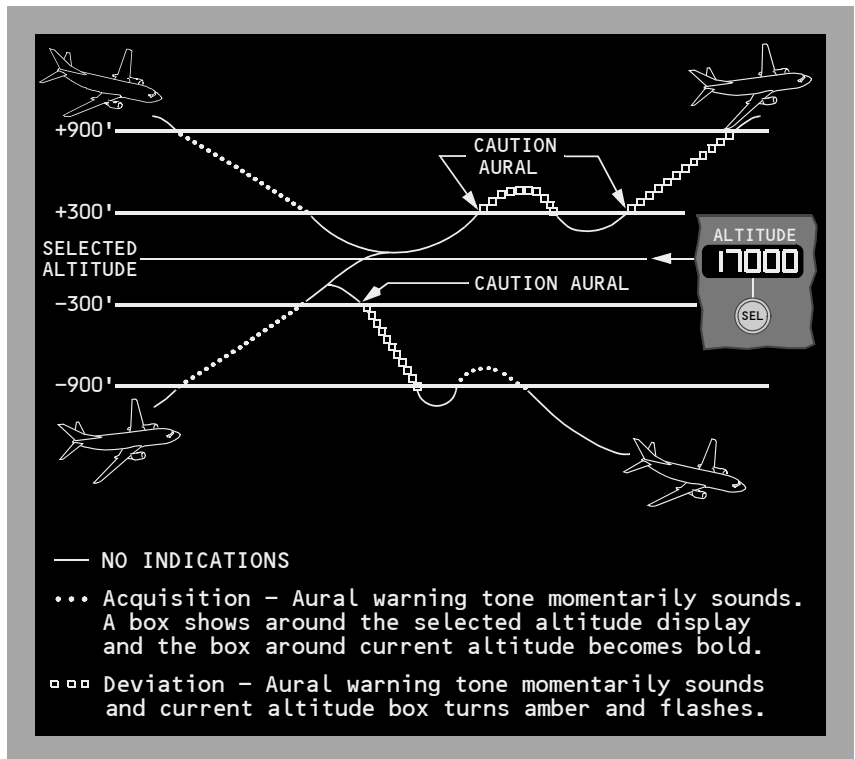 +900'
CAUTION
AURAL
+300'
ALTITUDE
17000
SELECTED
ALTITUDE
CAUTION AURAL
−300'
SEL
−900'
NO INDICATIONS
Acquisition − Aural warning tone momentarily sounds.
A box shows around the selected altitude display
and the box around current altitude becomes bold.
Deviation − Aural warning tone momentarily sounds
and current altitude box turns amber and flashes.